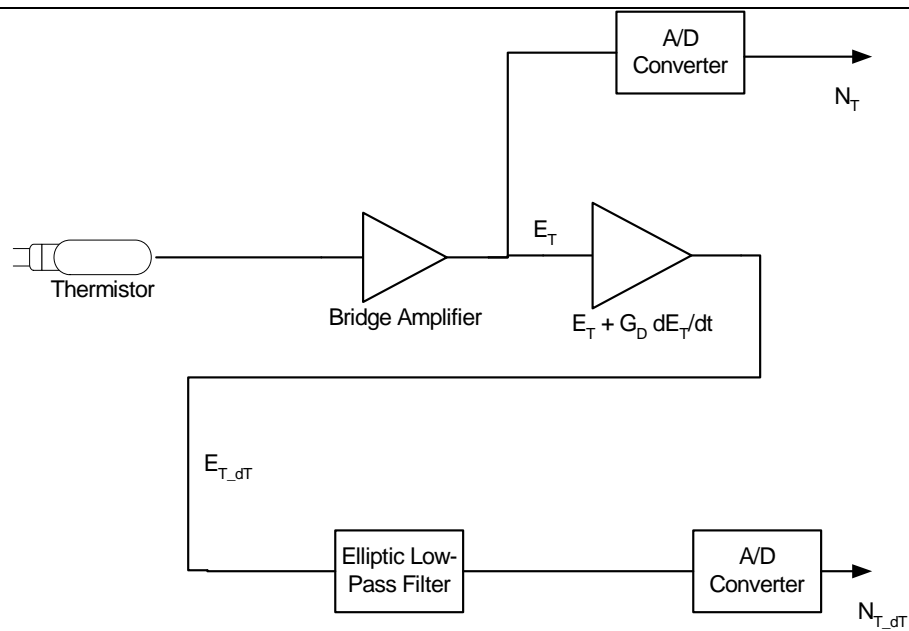 A/D
Converter
N_T
E_T
Thermistor
Bridge Amplifier
E_T + G_D dE_T/dt
E_T_dT
Elliptic Low-
Pass Filter
A/D
Converter
N_T_dT